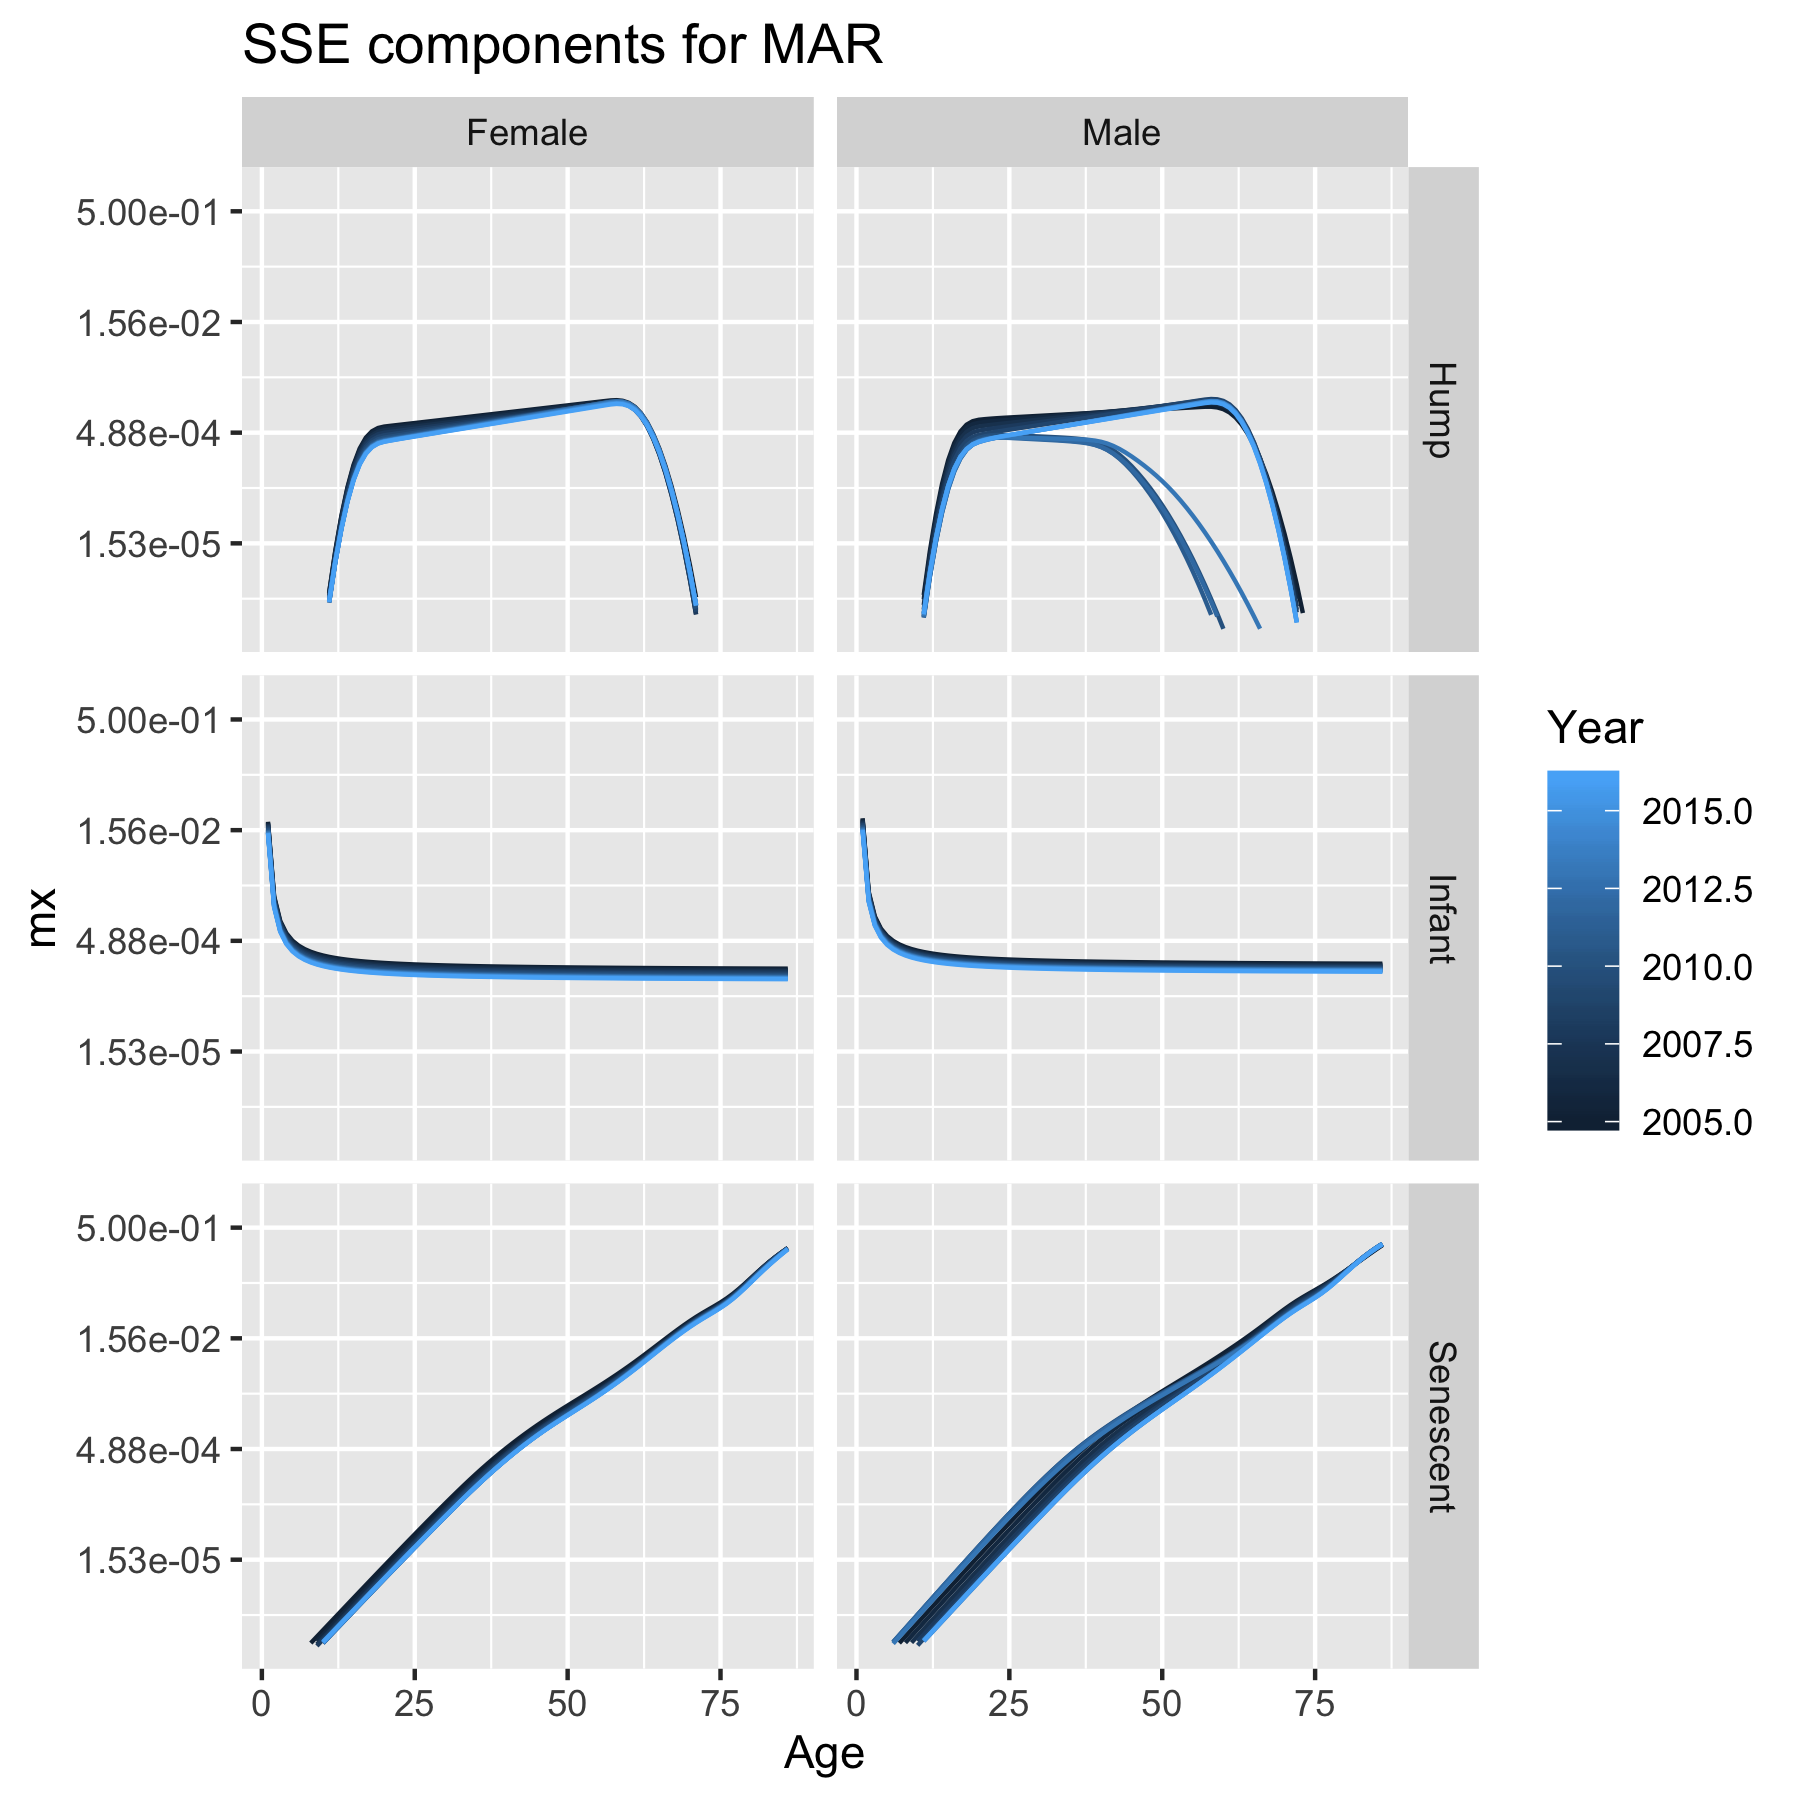 SSE components for MAR
Female
Male
5.00e-01
1.56e-02
4.88e-04
1.53e-05
Hump
5.00e-01
1.56e-02
4.88e-04
1.53e-05
Infant
5.00e-01
1.56e-02
4.88e-04
1.53e-05
Senescent
mx
0
25
50
75
0
25
50
75
Age
Year
2015.0
2012.5
2010.0
2007.5
2005.0